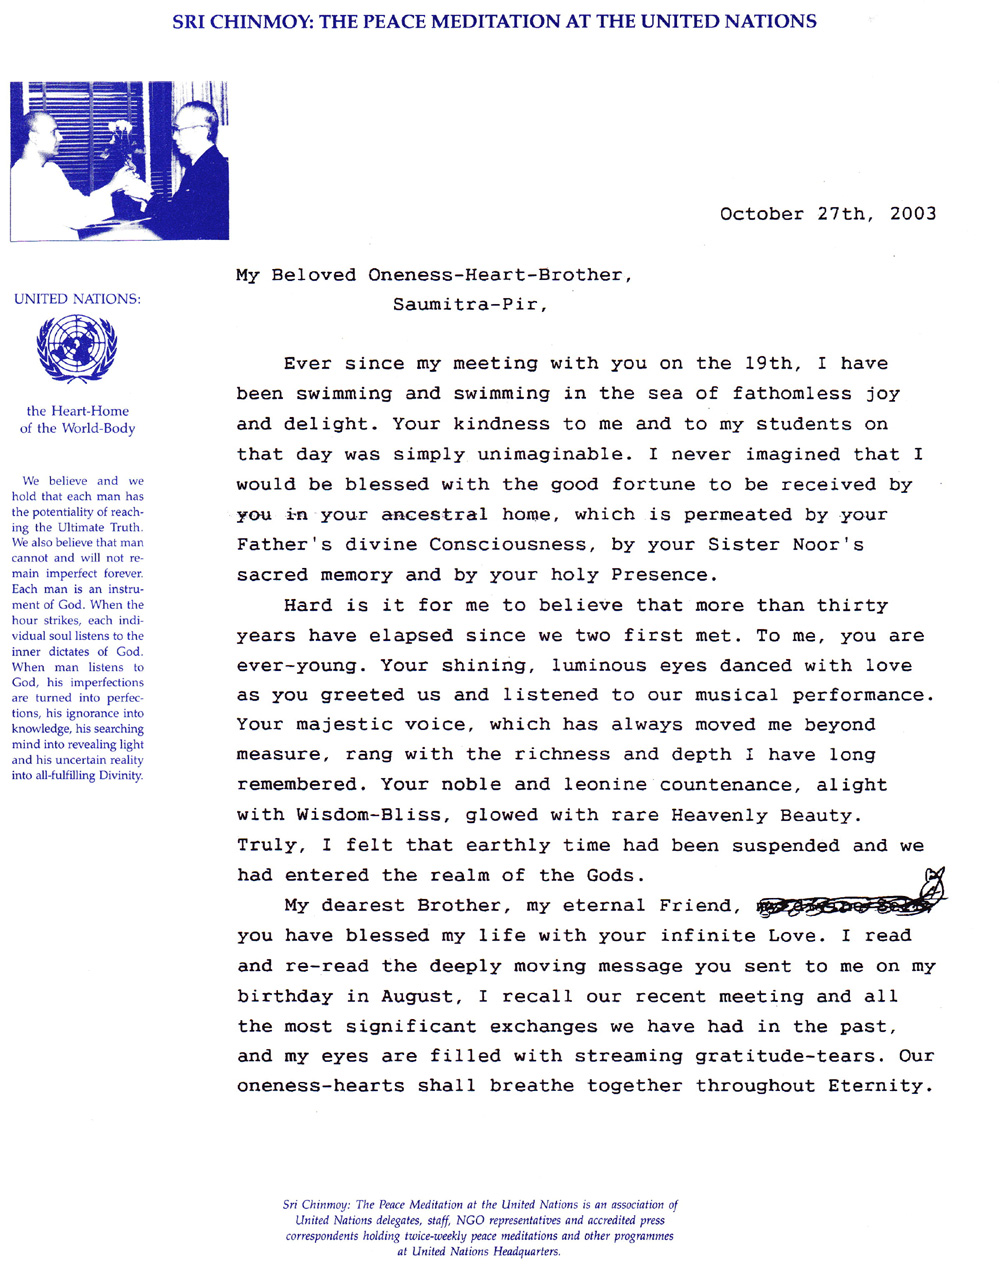 SRI CHINMOY: THE PEACE MEDITATION AT THE UNITED NATIONS
October 27th, 2003
UNITED NATIONS:
the Heart-Home
of the World-Body
We believe and we
hold that each man has
the potentiality of reach-
ing the Ultimate Truth.
We also believe that man
cannot and will not re-
main imperfect forever.
Each man is an instru-
ment of God. When the
hour strikes, each indi-
vidual soul listens to the
inner dictates of God.
When man listens to
God, his imperfections
are turned into perfec-
tions, his ignorance into
knowledge, his searching
mind into revealing light
and his uncertain reality
into all-fulfilling Divinity.
My Beloved Oneness-Heart-Brother,
Saumitra-Pir,
Ever since my meeting with you on the 19th, I have
been swimming and swimming in the sea of fathomless joy
and delight. Your kindness to me and to my students on
that day was simply unimaginable. I never imagined that I
would be blessed with the good fortune to be received by
you in your ancestral home, which is permeated by your
Father's divine Consciousness, by your Sister Noor's
sacred memory and by your holy Presence.
Hard is it for me to believe that more than thirty
years have elapsed since we two first met. To me, you are
ever-young. Your shining, luminous eyes danced with love
as you greeted us and listened to our musical performance.
Your majestic voice, which has always moved me beyond
measure, rang with the richness and depth I have long
remembered. Your noble and leonine countenance, alight
with Wisdom-Bliss, glowed with rare Heavenly Beauty.
Truly, I felt that earthly time had been suspended and we
had entered the realm of the Gods.
My dearest Brother, my eternal Friend,
you have blessed my life with your infinite Love. I read
and re-read the deeply moving message you sent to me on my
birthday in August, I recall our recent meeting and all
the most significant exchanges we have had in the past,
and my eyes are filled with streaming gratitude-tears. Our
oneness-hearts shall breathe together throughout Eternity.
Sri Chinmoy: The Peace Meditation at the United Nations is an association of
United Nations delegates, staff, NGO representatives and accredited press
correspondents holding twice-weekly peace meditations and other programmes
at United Nations Headquarters.